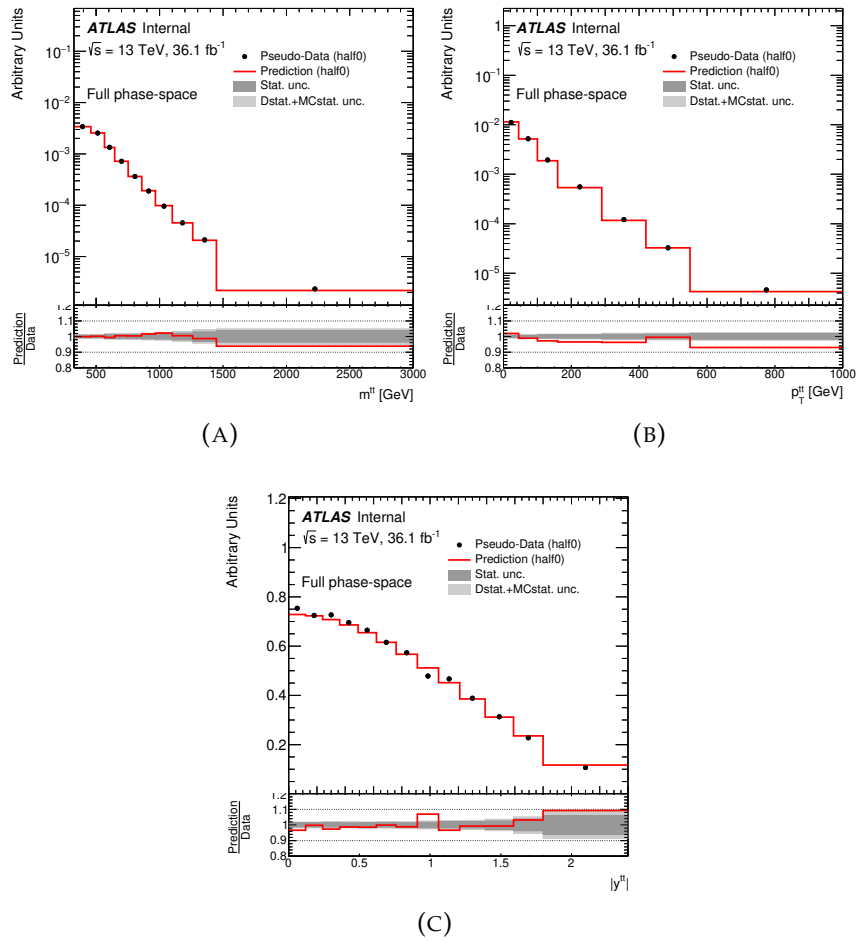 ATLAS Internal
√s = 13 TeV, 36.1 fb⁻¹
Full phase-space
Pseudo-Data (half0)
Prediction (half0)
Stat. unc.
Dstat.+MCstat. unc.
Arbitrary Units
10⁻¹
10⁻²
10⁻³
10⁻⁴
10⁻⁵
Prediction
Data
1.2
1.1
1
0.9
0.8
500 1000 1500 2000 2500 3000
m^tt [GeV]
(A)
ATLAS Internal
√s = 13 TeV, 36.1 fb⁻¹
Full phase-space
Pseudo-Data (half0)
Prediction (half0)
Stat. unc.
Dstat.+MCstat. unc.
Arbitrary Units
1
10⁻¹
10⁻²
10⁻³
10⁻⁴
10⁻⁵
Prediction
Data
1.2
1.1
1
0.9
0.8
0 200 400 600 800 1000
p_T^tt [GeV]
(B)
ATLAS Internal
√s = 13 TeV, 36.1 fb⁻¹
Full phase-space
Pseudo-Data (half0)
Prediction (half0)
Stat. unc.
Dstat.+MCstat. unc.
Arbitrary Units
1.2
1
0.8
0.6
0.4
0.2
Prediction
Data
1.2
1.1
1
0.9
0.8
0 0.5 1 1.5 2
|y^tt|
(C)